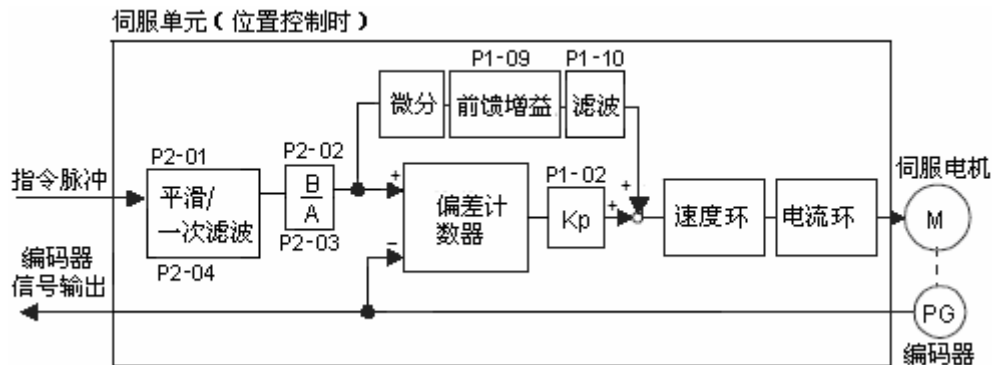 伺服单元(位置控制时)
P1-09
P1-10
微分
前馈增益
滤波
P2-01
P2-02
指令脉冲
平滑/
一次滤波
B
A
P2-03
P2-04
+
-
偏差计
数器
P1-02
Kp
+
+
速度环
电流环
伺服电机
M
编码器
信号输出
PG
编码器